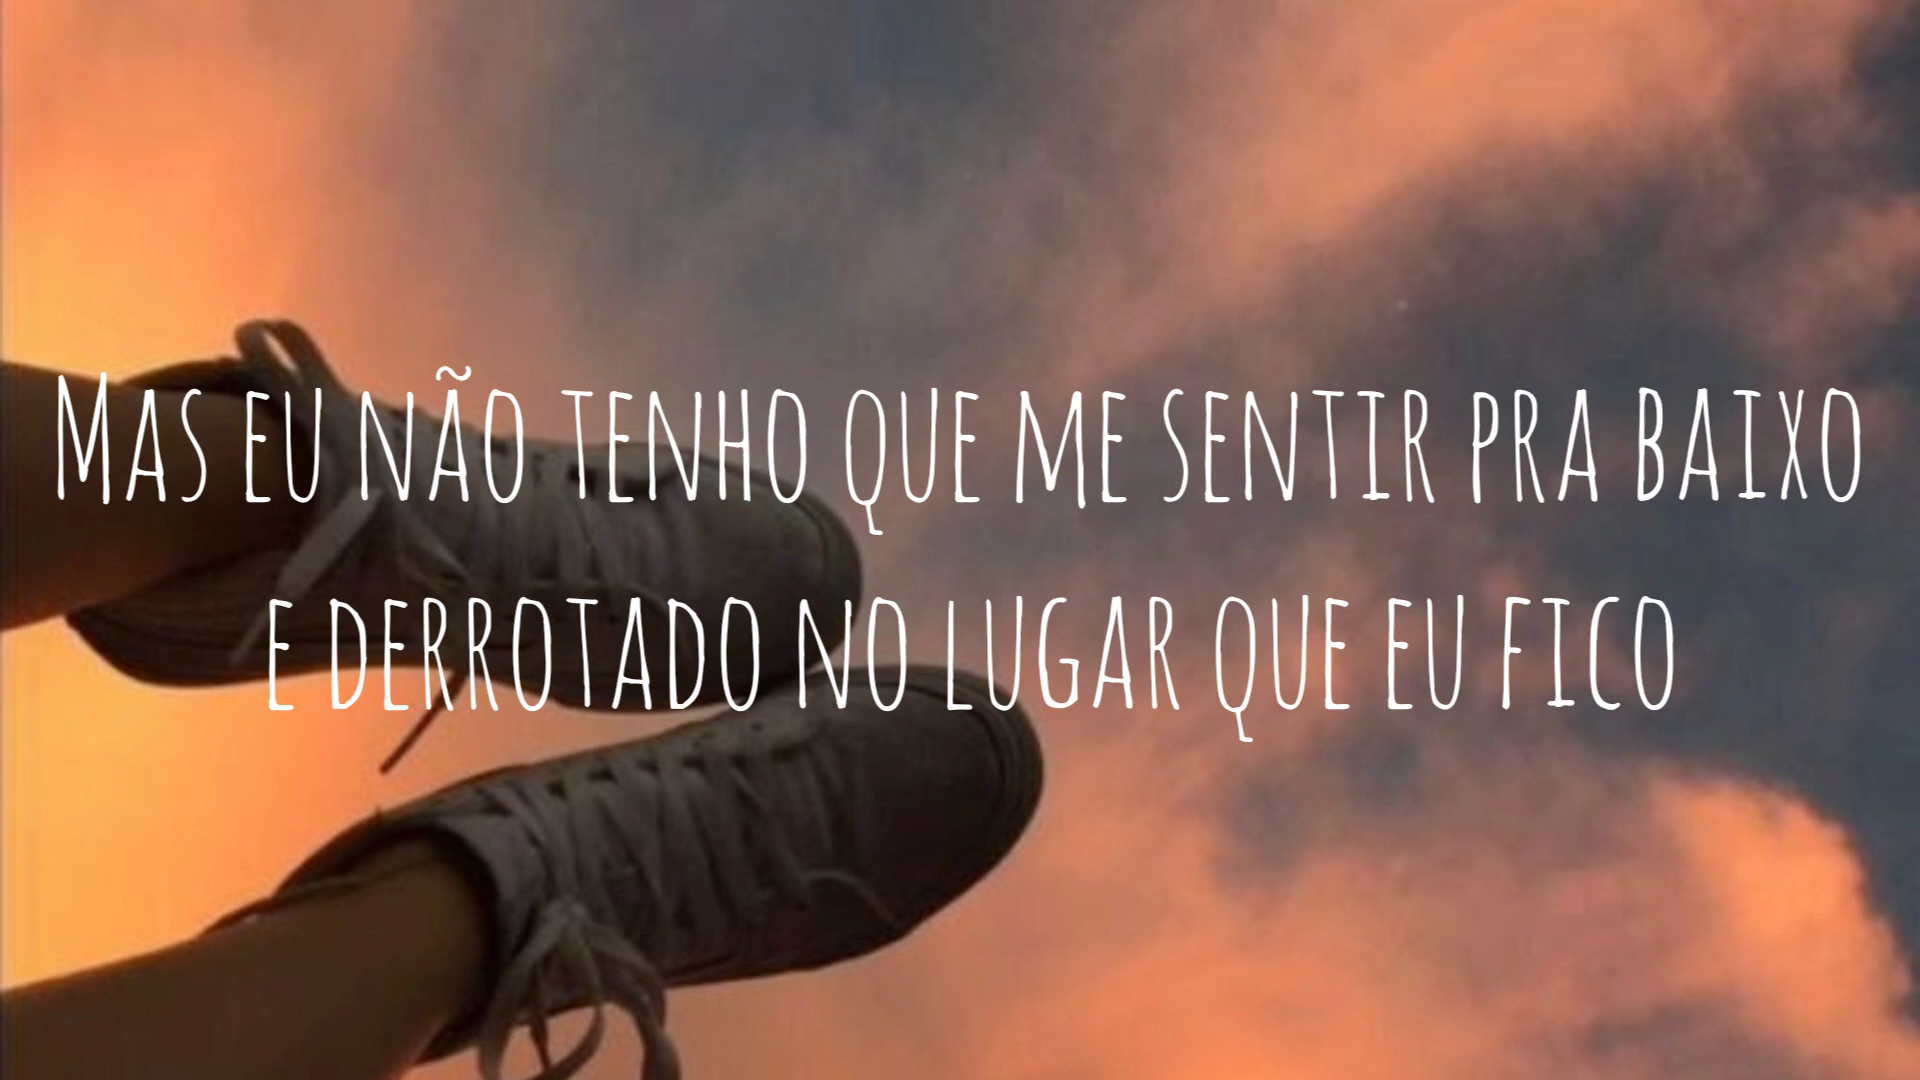 Mas eu não tenho que me sentir pra baixo
e derrotado no lugar que eu fico